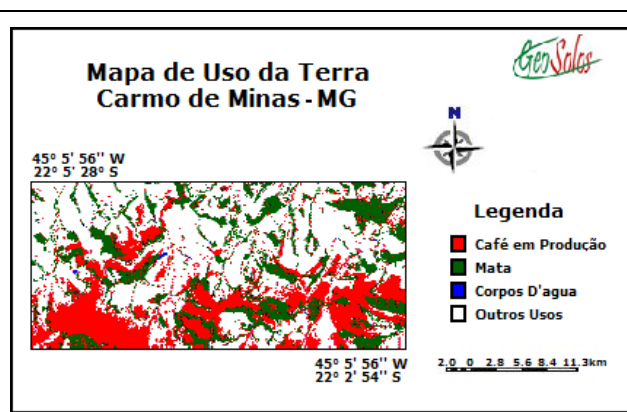 Mapa de Uso da Terra
Carmo de Minas - MG
GeoSolos
N
45° 5' 56'' W
22° 5' 28° S
Legenda
Café em Produção
Mata
Corpos D'agua
Outros Usos
45° 5' 56'' W
22° 2' 54'' S
2.0 0 2.8 5.6 8.4 11.3km